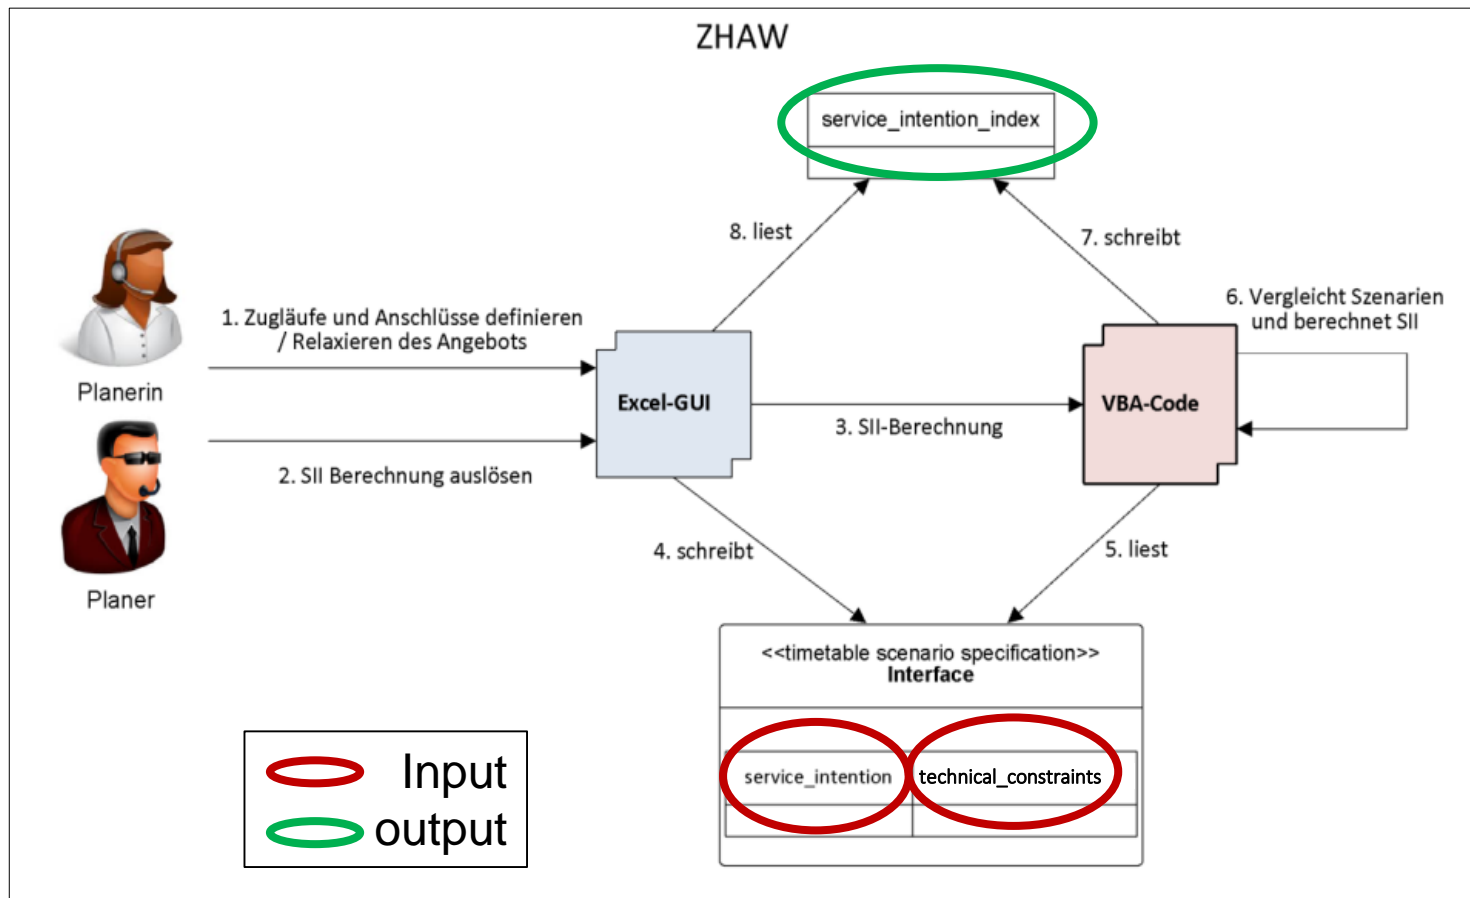 ZHAW
service_intention_index
8. liest
7. schreibt
6. Vergleicht Szenarien
und berechnet SII
1. Zugläufe und Anschlüsse definieren
/ Relaxieren des Angebots
Planerin
Excel-GUI
VBA-Code
3. SII-Berechnung
2. SII Berechnung auslösen
4. schreibt
5. liest
Planer
<<timetable scenario specification>>
Interface
service_intention
technical_constraints
Input
output